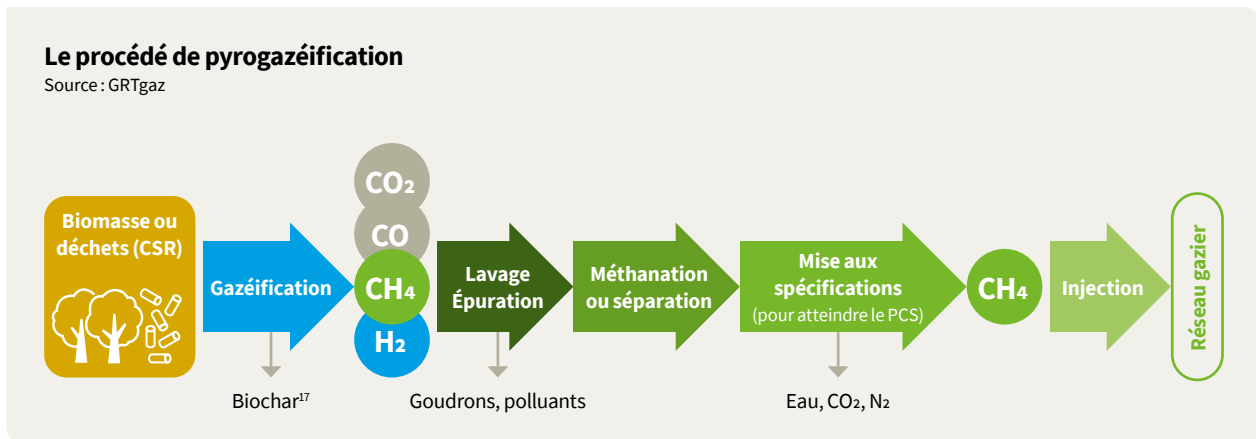 Le procédé de pyrogazéification
Source : GRTgaz
Biomasse ou
déchets (CSR)
Gazéification
CO₂
CO
CH₄
H₂
Lavage
Épuration
Méthanation
ou séparation
Mise aux
spécifications
(pour atteindre le PCS)
CH₄
Injection
Réseau gazier
Biochar¹⁷
Goudrons, polluants
Eau, CO₂, N₂